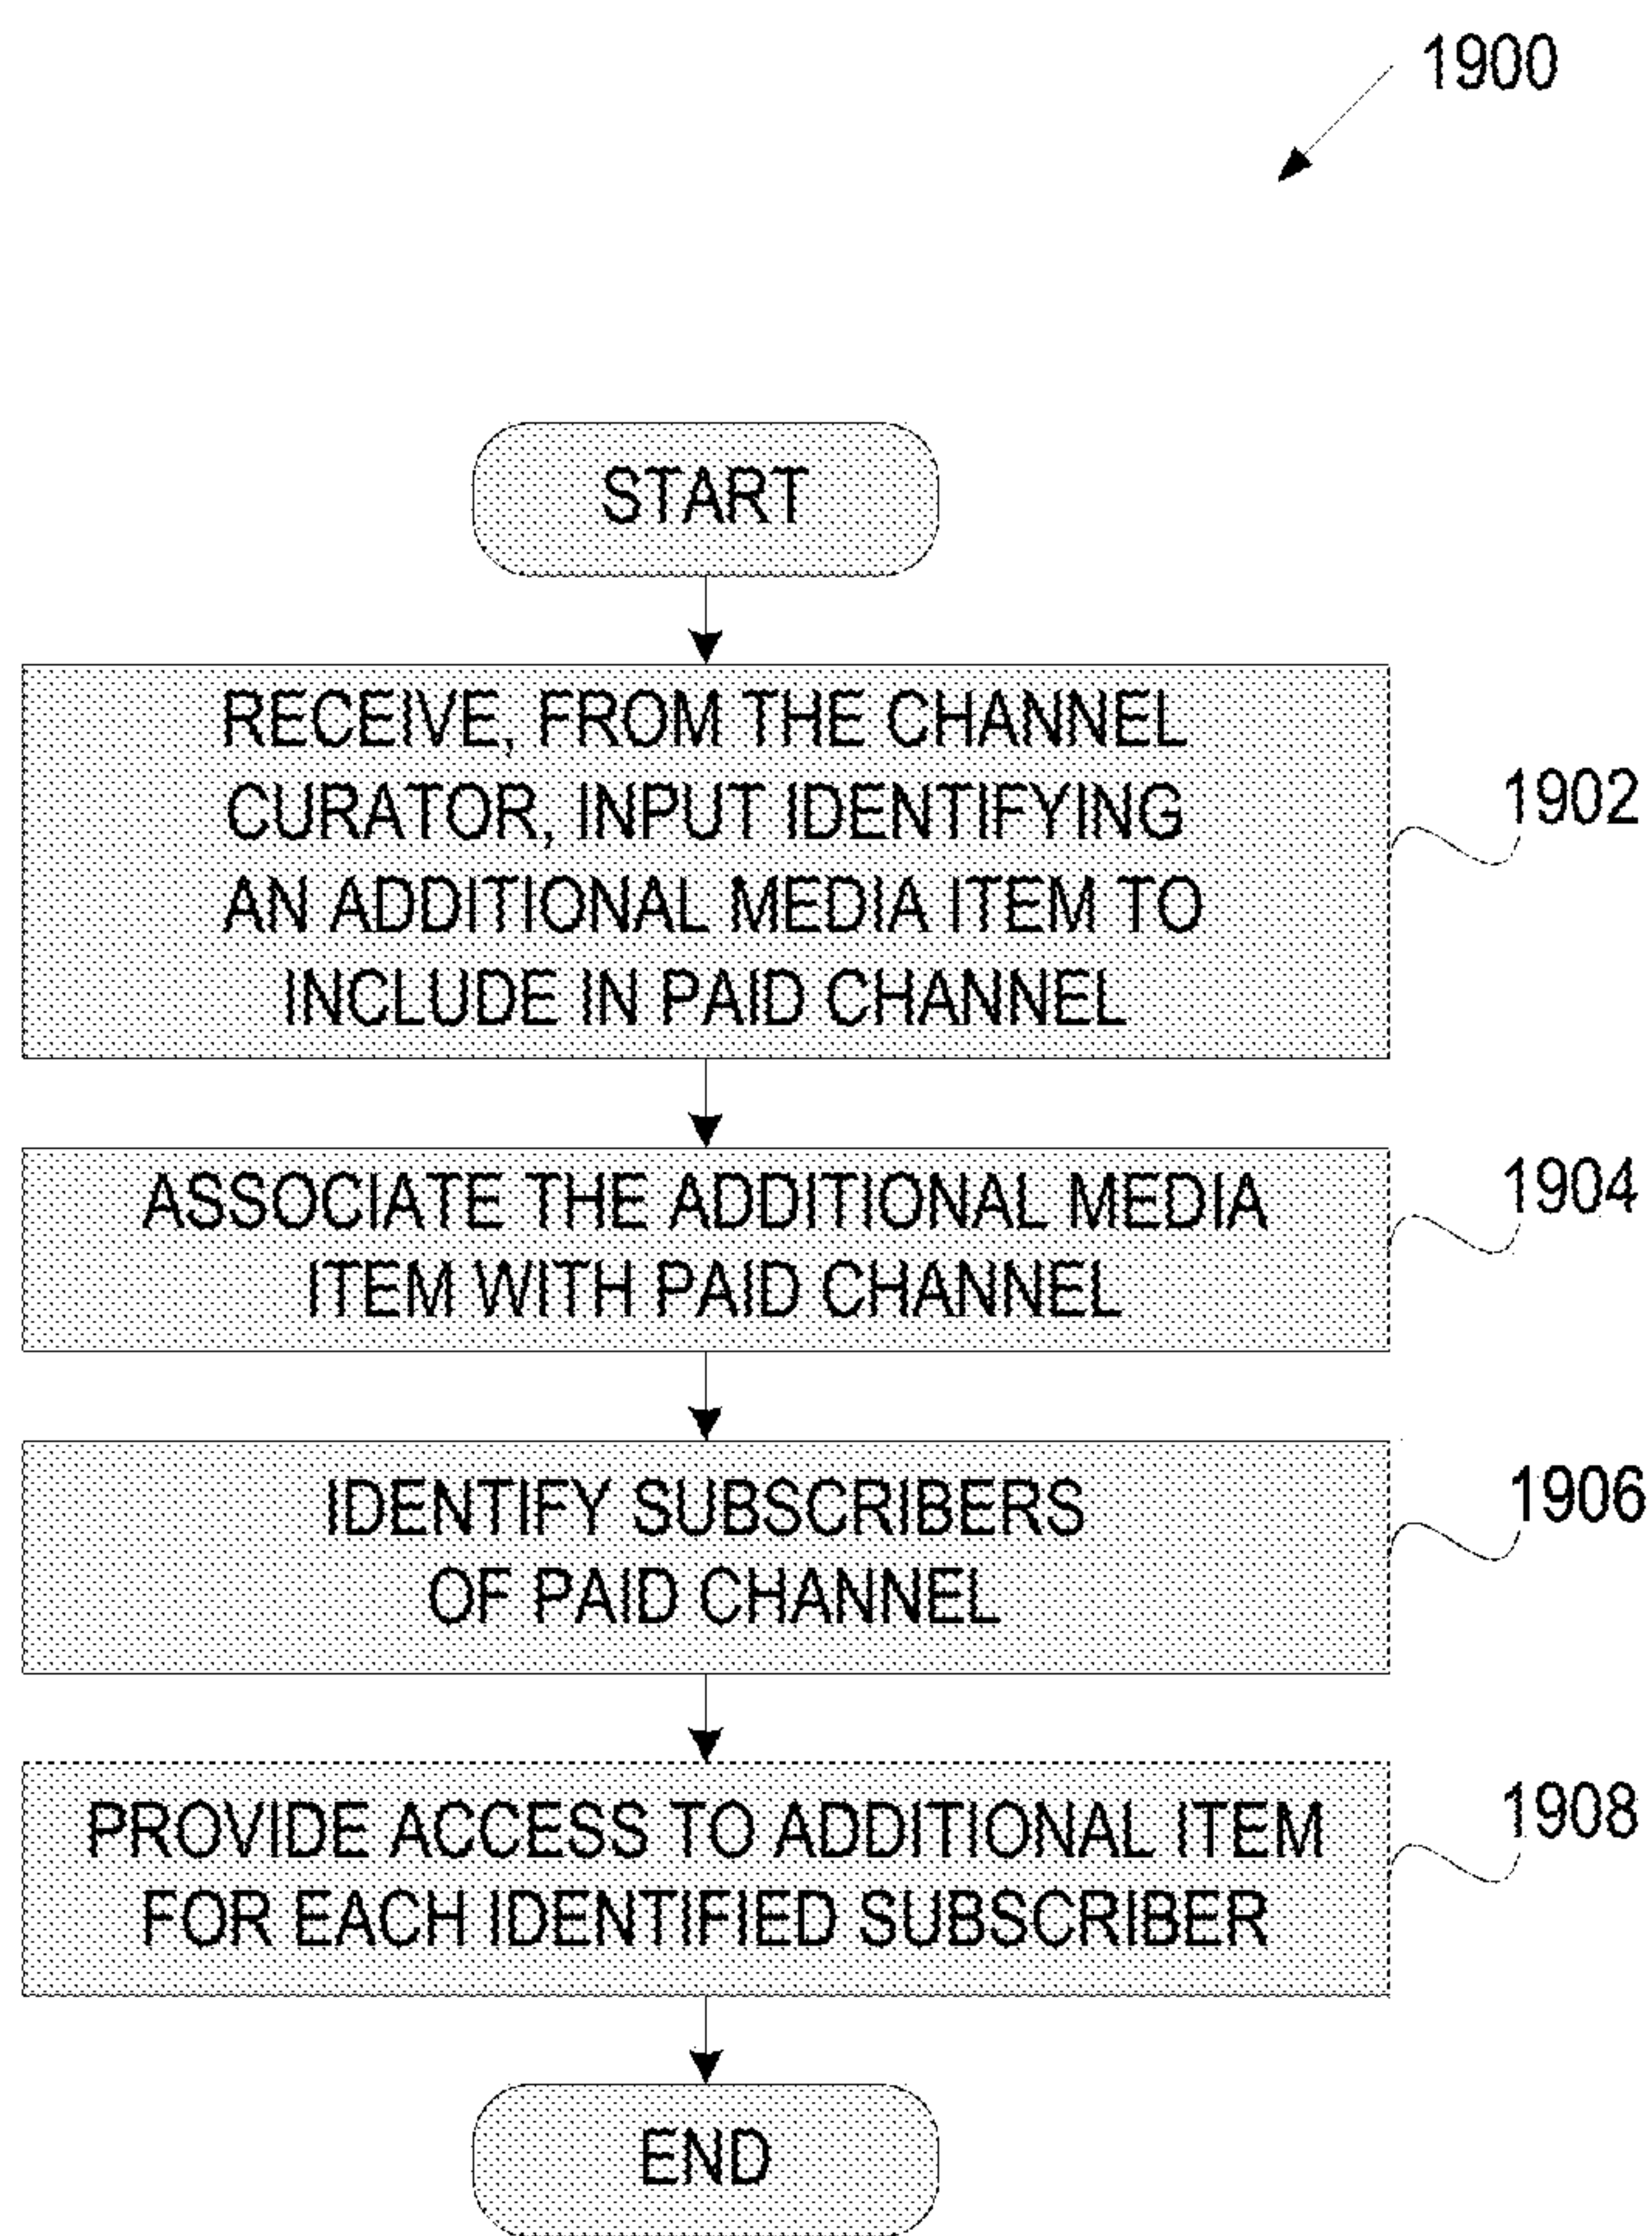 1900
START
RECEIVE, FROM THE CHANNEL
CURATOR, INPUT IDENTIFYING
AN ADDITIONAL MEDIA ITEM TO
INCLUDE IN PAID CHANNEL
1902
ASSOCIATE THE ADDITIONAL MEDIA
ITEM WITH PAID CHANNEL
1904
IDENTIFY SUBSCRIBERS
OF PAID CHANNEL
1906
PROVIDE ACCESS TO ADDITIONAL ITEM
FOR EACH IDENTIFIED SUBSCRIBER
1908
END